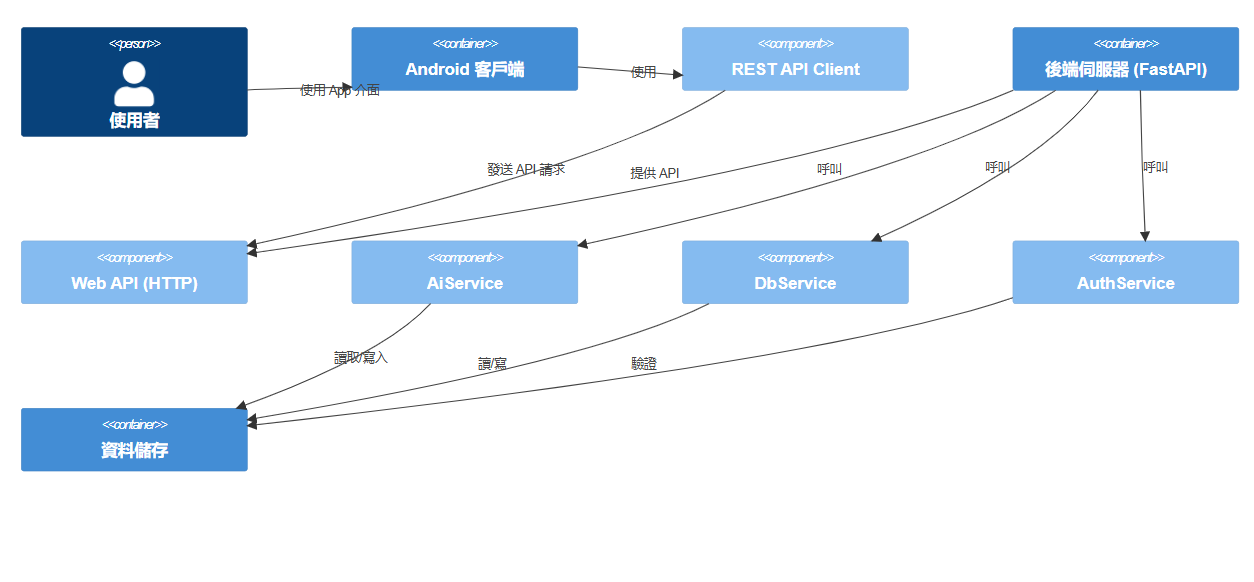 <<person>>
使用者
<<container>>
Android 客戶端
<<component>>
REST API Client
<<container>>
後端伺服器 (FastAPI)
使用 App 介面
使用
發送 API 請求
提供 API
呼叫
呼叫
呼叫
<<component>>
Web API (HTTP)
<<component>>
AiService
<<component>>
DbService
<<component>>
AuthService
讀取/寫入
讀/寫
驗證
<<container>>
資料儲存